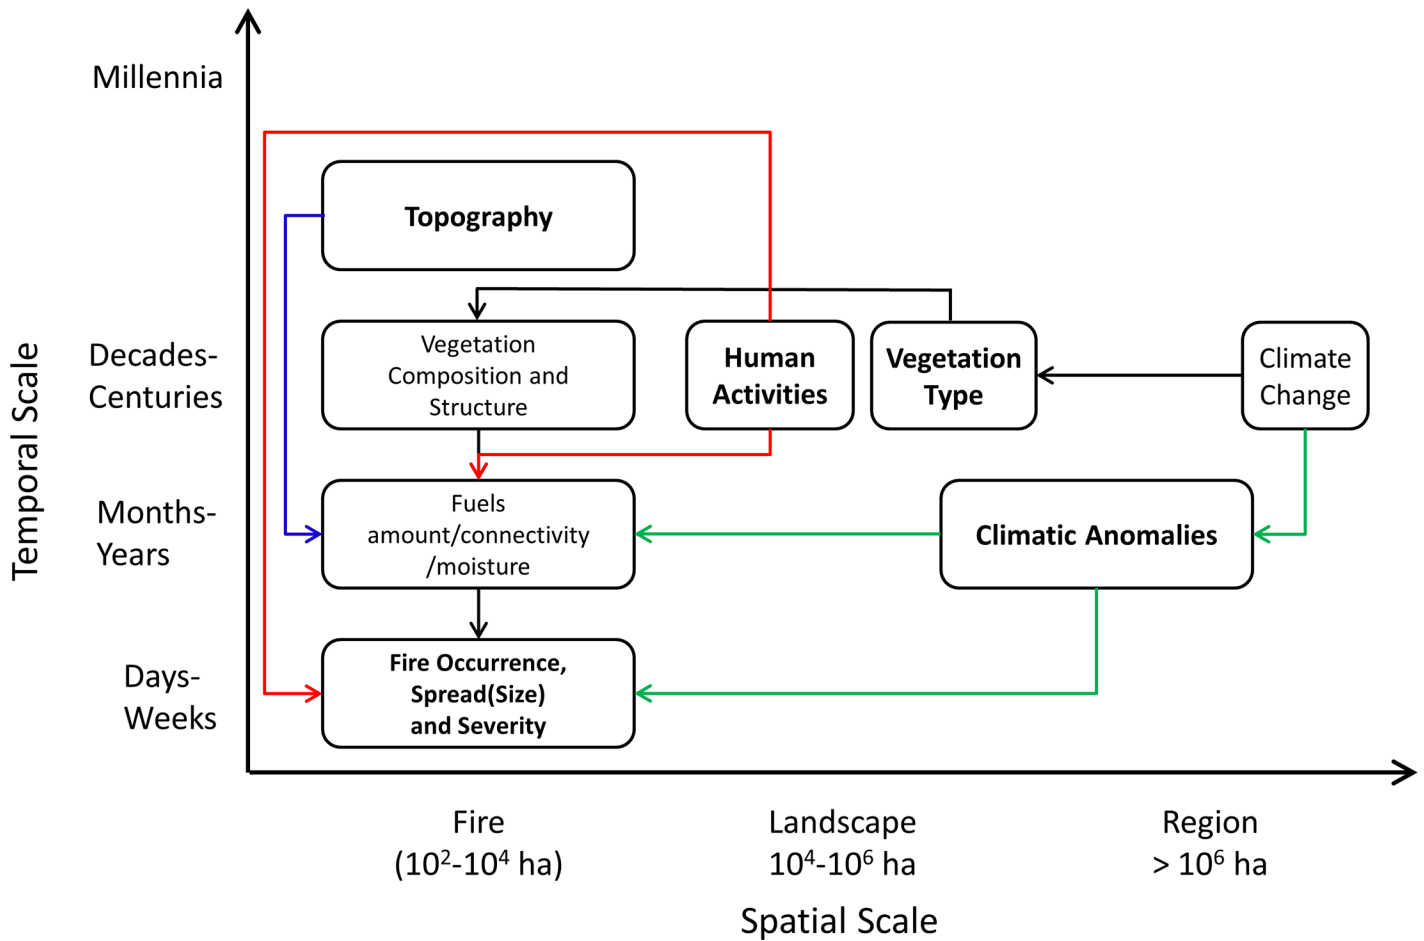 Millennia
Topography
Temporal Scale
Decades-
Centuries
Vegetation
Composition and
Structure
Human
Activities
Vegetation
Type
Climate
Change
Months-
Years
Fuels
amount/connectivity
/moisture
Climatic Anomalies
Days-
Weeks
Fire Occurrence,
Spread(Size)
and Severity
Fire
(10²-10⁴ ha)
Landscape
10⁴-10⁶ ha
Region
> 10⁶ ha
Spatial Scale